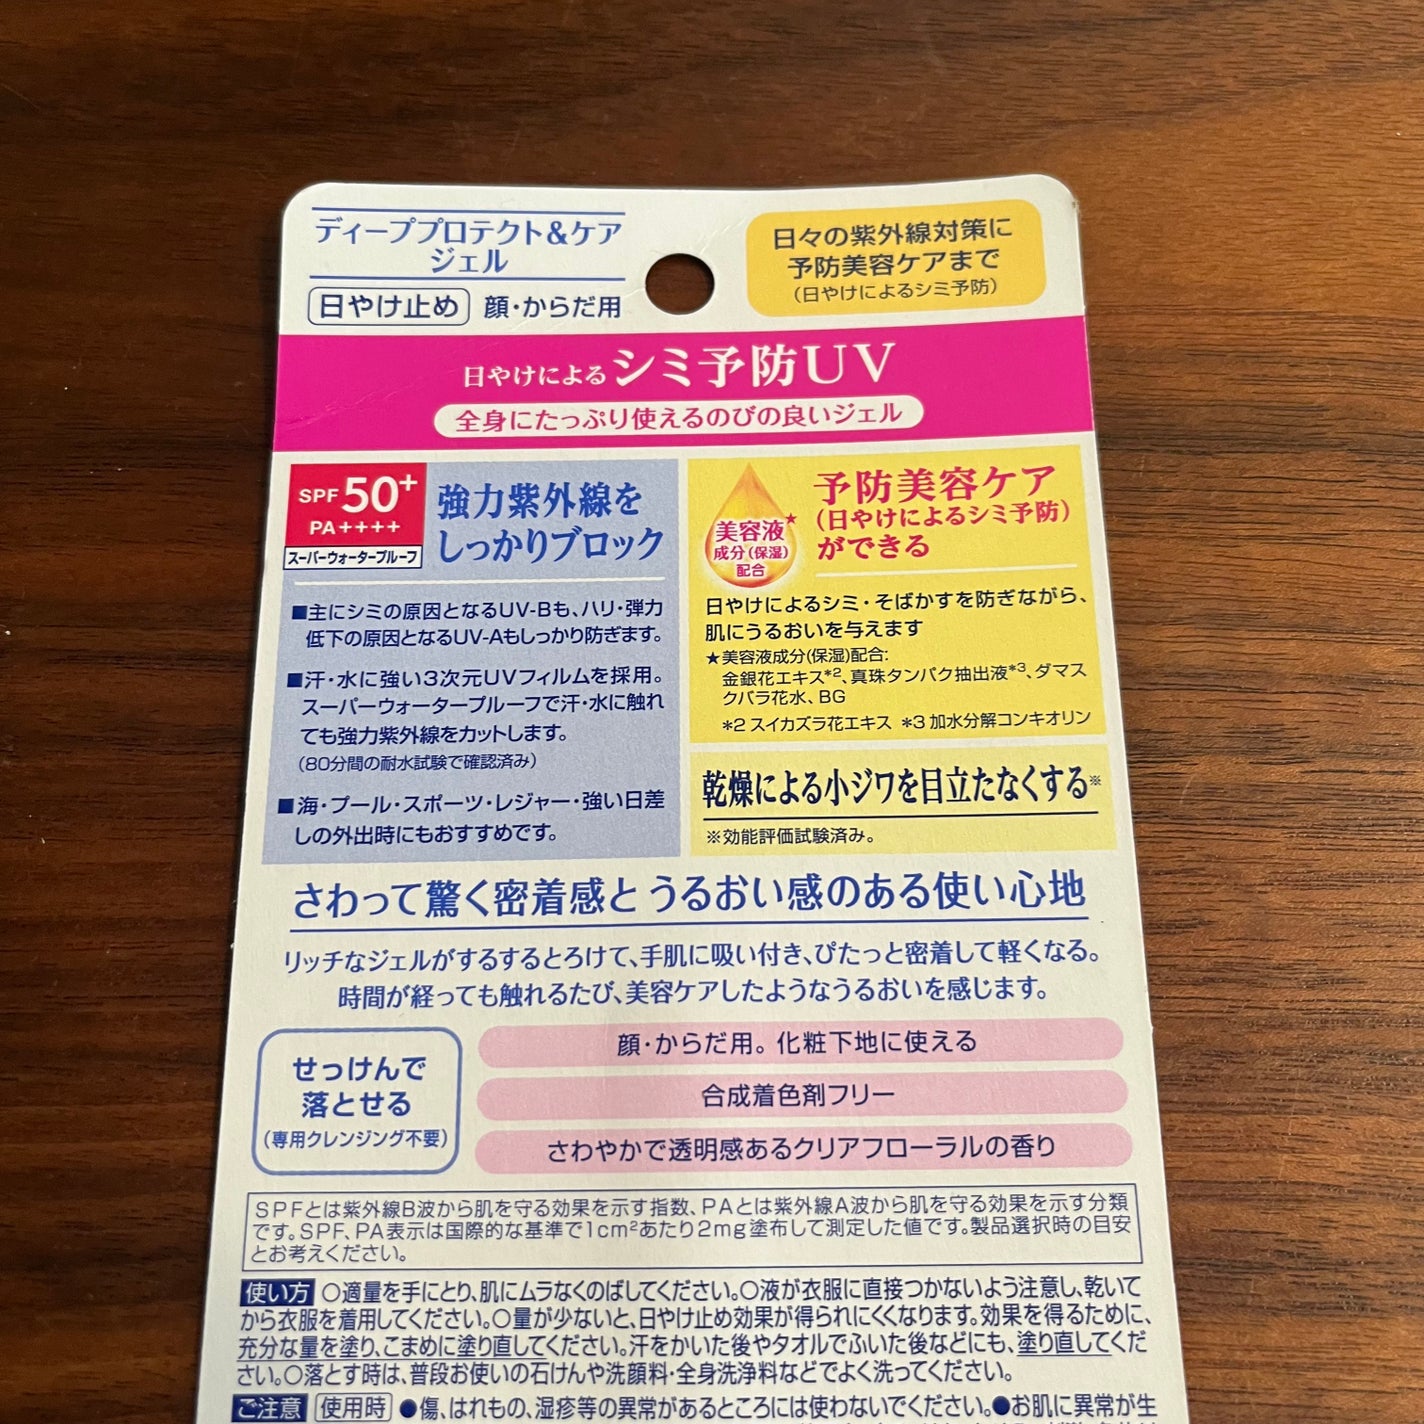 ディーププロテクト&ケア
ジェル
日やけ止め 顔・からだ用
日々の紫外線対策に
予防美容ケアまで
(日やけによるシミ予防)
日やけによるシミ予防UV
全身にたっぷり使えるのびの良いジェル
SPF50+
PA++++
スーパーウォータープルーフ
強力紫外線を
しっかりブロック
■主にシミの原因となるUV-Bも、ハリ・弾力
低下の原因となるUV-Aもしっかり防ぎます。
■汗・水に強い3次元UVフィルムを採用。
スーパーウォータープルーフで汗・水に触れ
ても強力紫外線をカットします。
(80分間の耐水試験で確認済み)
■海・プール・スポーツ・レジャー・強い日差
しの外出時にもおすすめです。
美容液★
成分(保湿)
配合
予防美容ケア
(日やけによるシミ予防)
ができる
日やけによるシミ・そばかすを防ぎながら、
肌にうるおいを与えます
★美容液成分(保湿)配合:
金銀花エキス*2、真珠タンパク抽出液*3、ダマス
クバラ花水、BG
*2 スイカズラ花エキス *3 加水分解コンキオリン
乾燥による小ジワを目立たなくする※
※効能評価試験済み。
さわって驚く密着感と うるおい感のある使い心地
リッチなジェルがするするとろけて、手肌に吸い付き、ぴたっと密着して軽くなる。
時間が経っても触れるたび、美容ケアしたようなうるおいを感じます。
せっけんで
落とせる
(専用クレンジング不要)
顔・からだ用。化粧下地に使える
合成着色剤フリー
さわやかで透明感あるクリアフローラルの香り
SPFとは紫外線B波から肌を守る効果を示す指数、PAとは紫外線A波から肌を守る効果を示す分類
です。SPF、PA表示は国際的な基準で1cm²あたり2mg塗布して測定した値です。製品選択時の目安
とお考えください。
使い方 ○適量を手にとり、肌にムラなくのばしてください。○液が衣服に直接つかないよう注意し、乾いて
から衣服を着用してください。○量が少ないと、日やけ止め効果が得られにくくなります。効果を得るために、
充分な量を塗り、こまめに塗り直してください。汗をかいた後やタオルでふいた後などにも、塗り直してくだ
さい。○落とす時は、普段お使いの石けんや洗顔料・全身洗浄料などでよく洗ってください。
ご注意 使用時 ●傷、はれもの、湿疹等の異常があるところには使わないでください。●お肌に異常が生